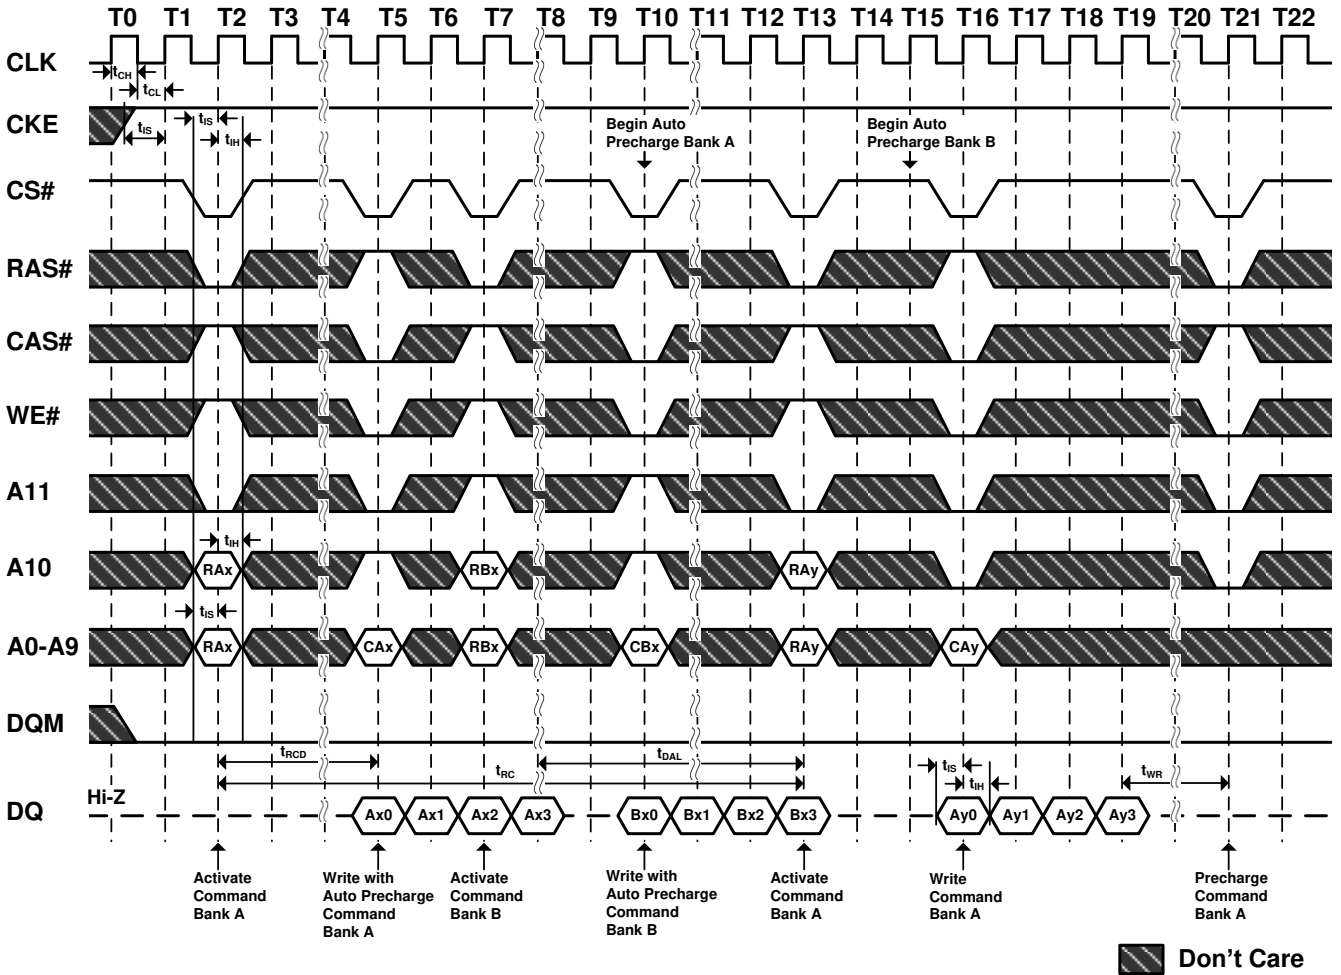 T0 T1 T2 T3 T4 T5 T6 T7 T8 T9 T10 T11 T12 T13 T14 T15 T16 T17 T18 T19 T20 T21 T22
CLK
tCH
tCL
CKE
tIS
tIS
tIH
Begin Auto
Precharge Bank A
Begin Auto
Precharge Bank B
CS#
RAS#
CAS#
WE#
A11
tIH
A10
RAx RBx RAy
tIS
A0-A9
RAx CAx RBx CBx RAy CAy
DQM
tRCD
tRC
tDAL
tIS
tIH
tWR
Hi-Z
DQ
Ax0 Ax1 Ax2 Ax3 Bx0 Bx1 Bx2 Bx3 Ay0 Ay1 Ay2 Ay3
Activate
Command
Bank A
Write with
Auto Precharge
Command
Bank A
Activate
Command
Bank B
Write with
Auto Precharge
Command
Bank B
Activate
Command
Bank A
Write
Command
Bank A
Precharge
Command
Bank A
Don't Care